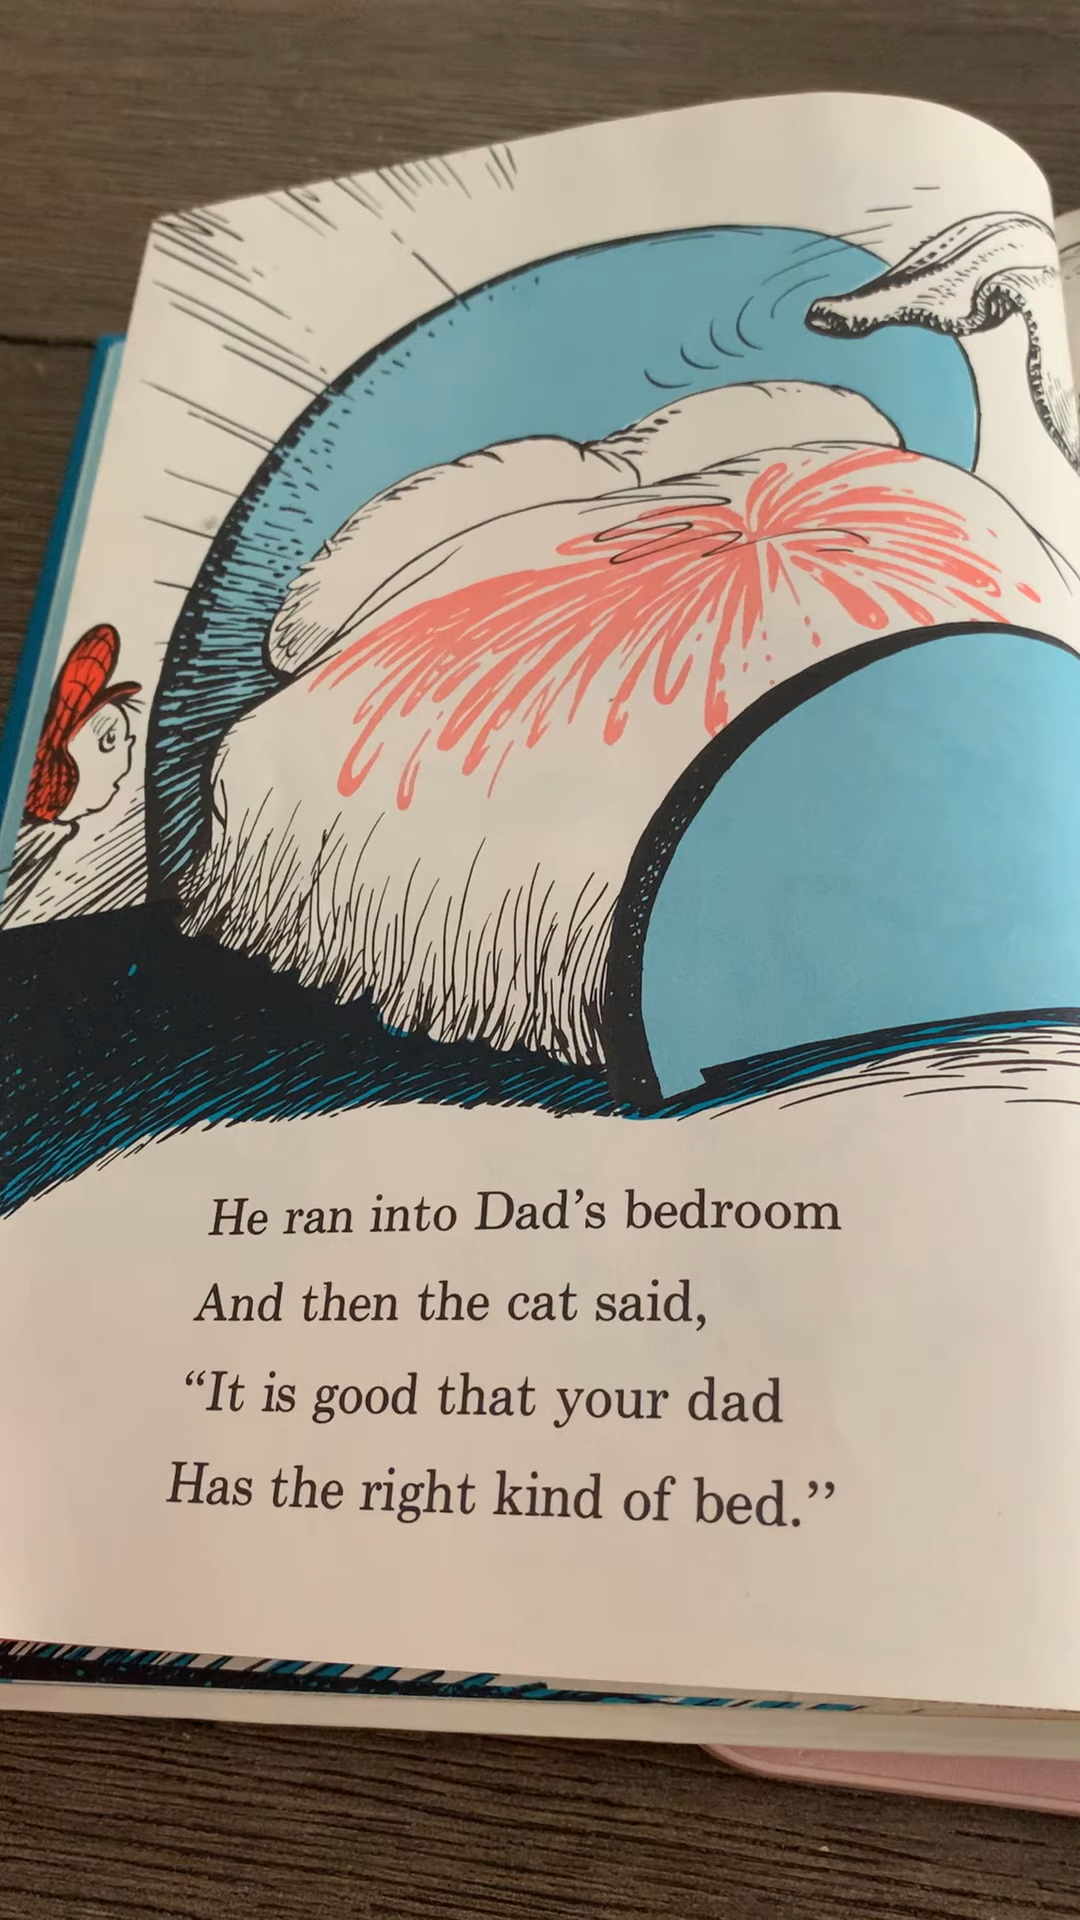 He ran into Dad’s bedroom
And then the cat said,
“It is good that your dad
Has the right kind of bed.”